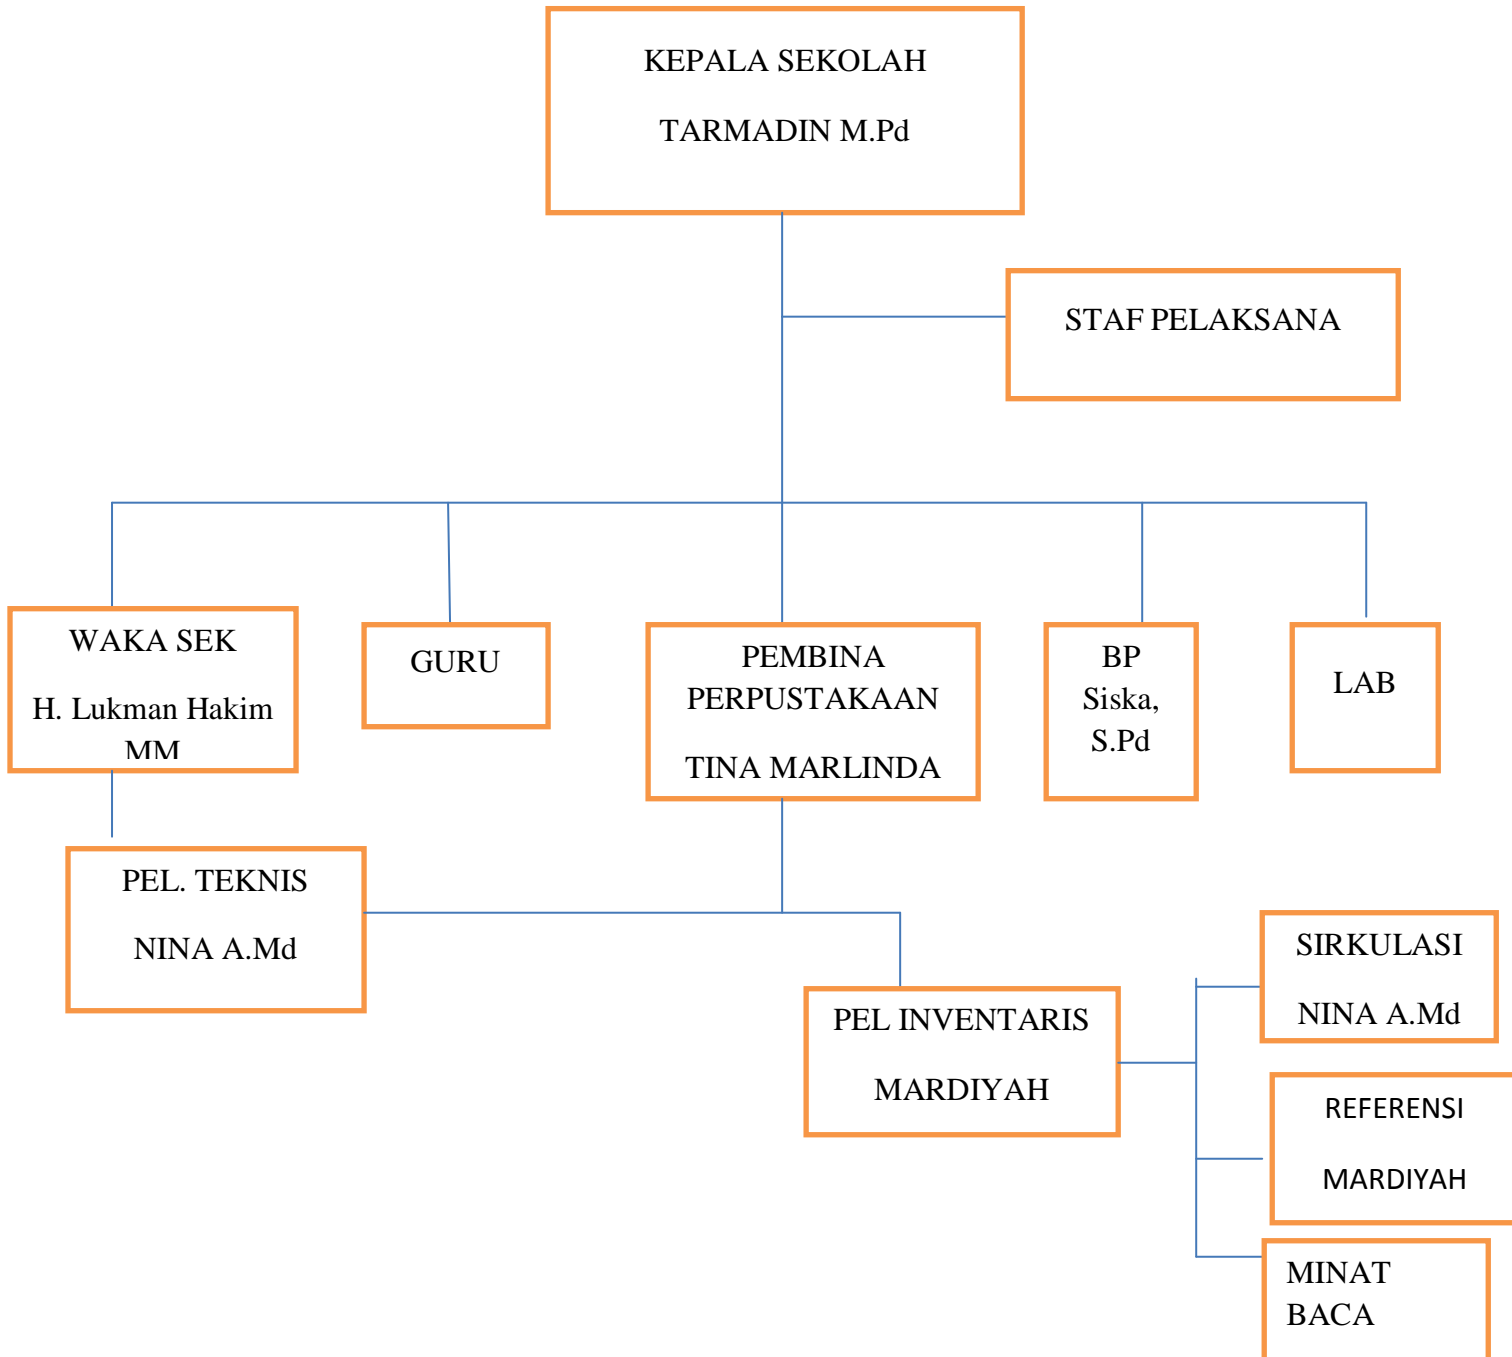 KEPALA SEKOLAH
TARMADIN M.Pd
STAF PELAKSANA
WAKA SEK
H. Lukman Hakim
MM
GURU
PEMBINA
PERPUSTAKAAN
TINA MARLINDA
BP
Siska,
S.Pd
LAB
PEL. TEKNIS
NINA A.Md
PEL INVENTARIS
MARDIYAH
SIRKULASI
NINA A.Md
REFERENSI
MARDIYAH
MINAT
BACA